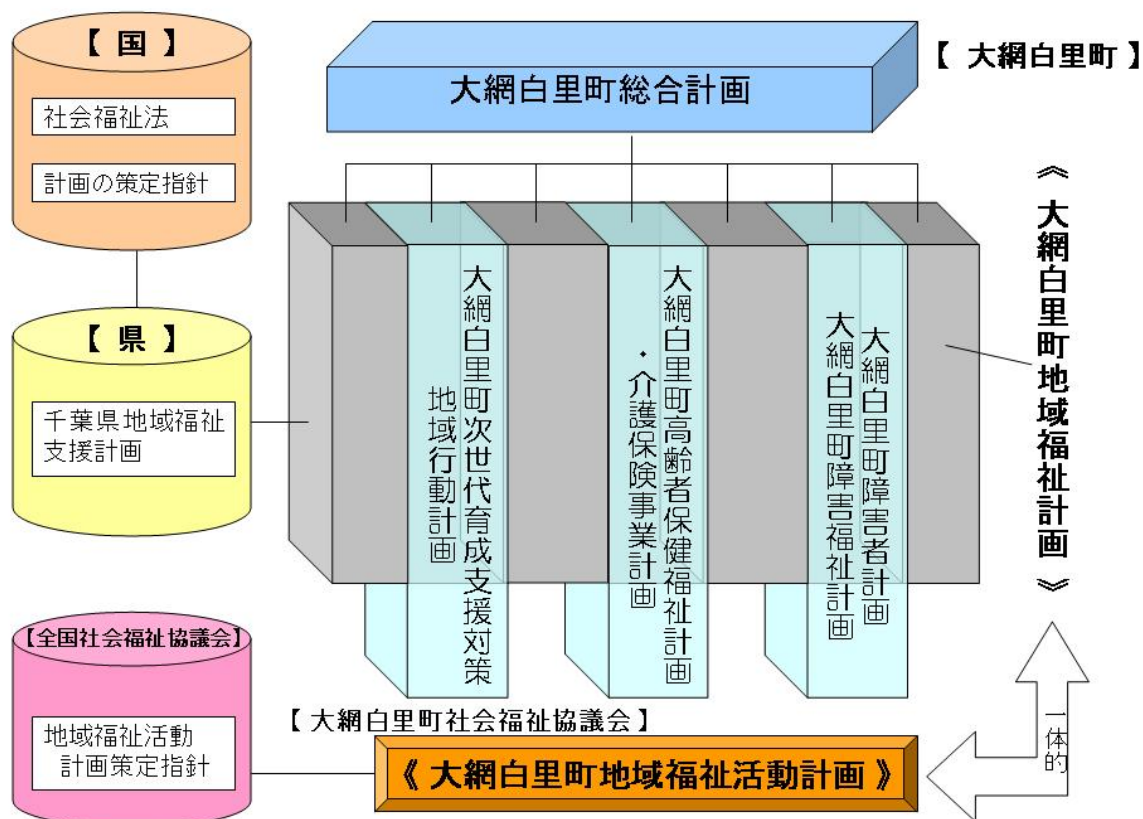 【 国 】
社会福祉法
計画の策定指針
【 県 】
千葉県地域福祉
支援計画
【全国社会福祉協議会】
地域福祉活動
計画策定指針
【 大網白里町 】
大網白里町総合計画
大網白里町次世代育成支援対策
地域行動計画
大網白里町高齢者保健福祉計画
・介護保険事業計画
大網白里町障害者計画
大網白里町障害福祉計画
《 大網白里町地域福祉計画 》
一体的
【 大網白里町社会福祉協議会 】
《 大網白里町地域福祉活動計画 》